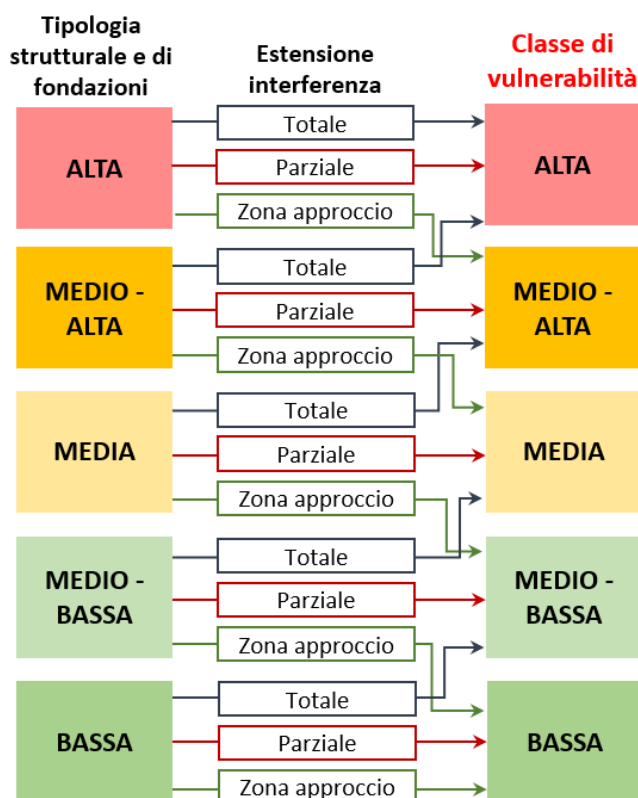 Tipologia
strutturale e di
fondazioni
Estensione
interferenza
Classe di
vulnerabilità
ALTA
Totale
Parziale
Zona approccio
ALTA
MEDIO -
ALTA
Totale
Parziale
Zona approccio
MEDIO -
ALTA
MEDIA
Totale
Parziale
Zona approccio
MEDIA
MEDIO -
BASSA
Totale
Parziale
Zona approccio
MEDIO -
BASSA
BASSA
Totale
Parziale
Zona approccio
BASSA